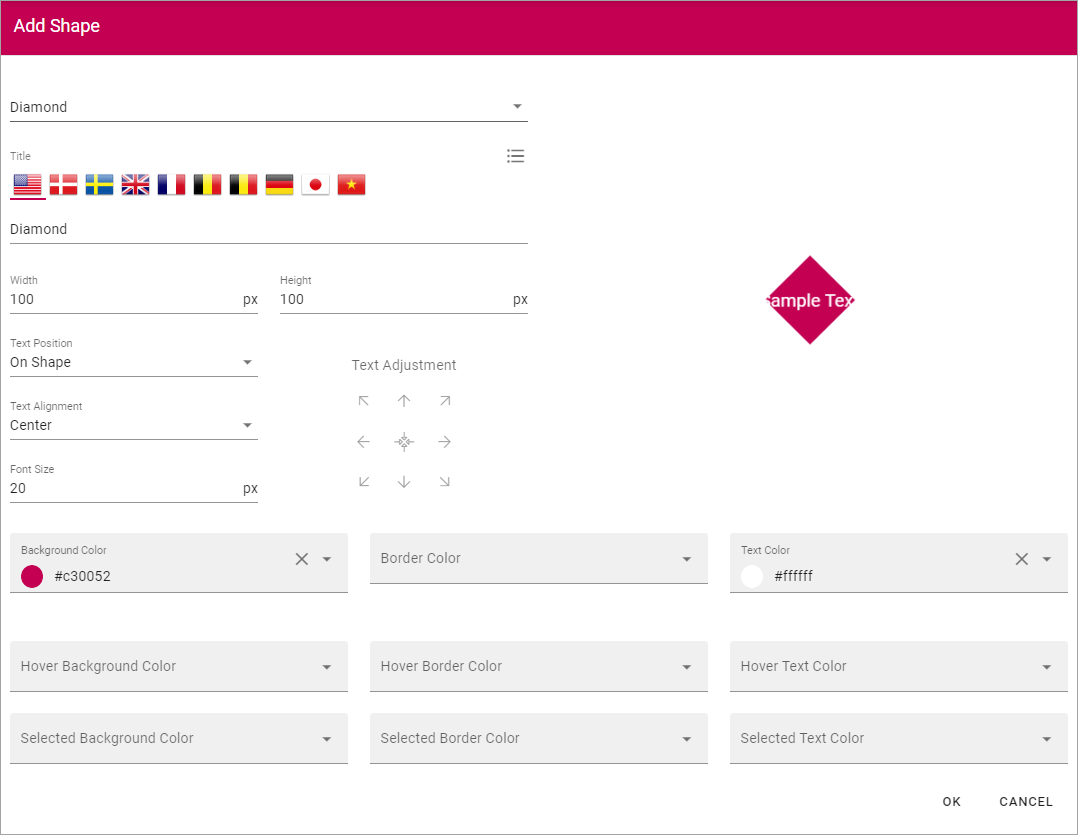 Add Shape
Diamond
Title
Diamond
Width
100 px
Height
100 px
Text Position
On Shape
Text Adjustment
Text Alignment
Center
Font Size
20 px
ample Tex
Background Color
#c30052
Border Color
Text Color
#ffffff
Hover Background Color
Hover Border Color
Hover Text Color
Selected Background Color
Selected Border Color
Selected Text Color
OK
CANCEL